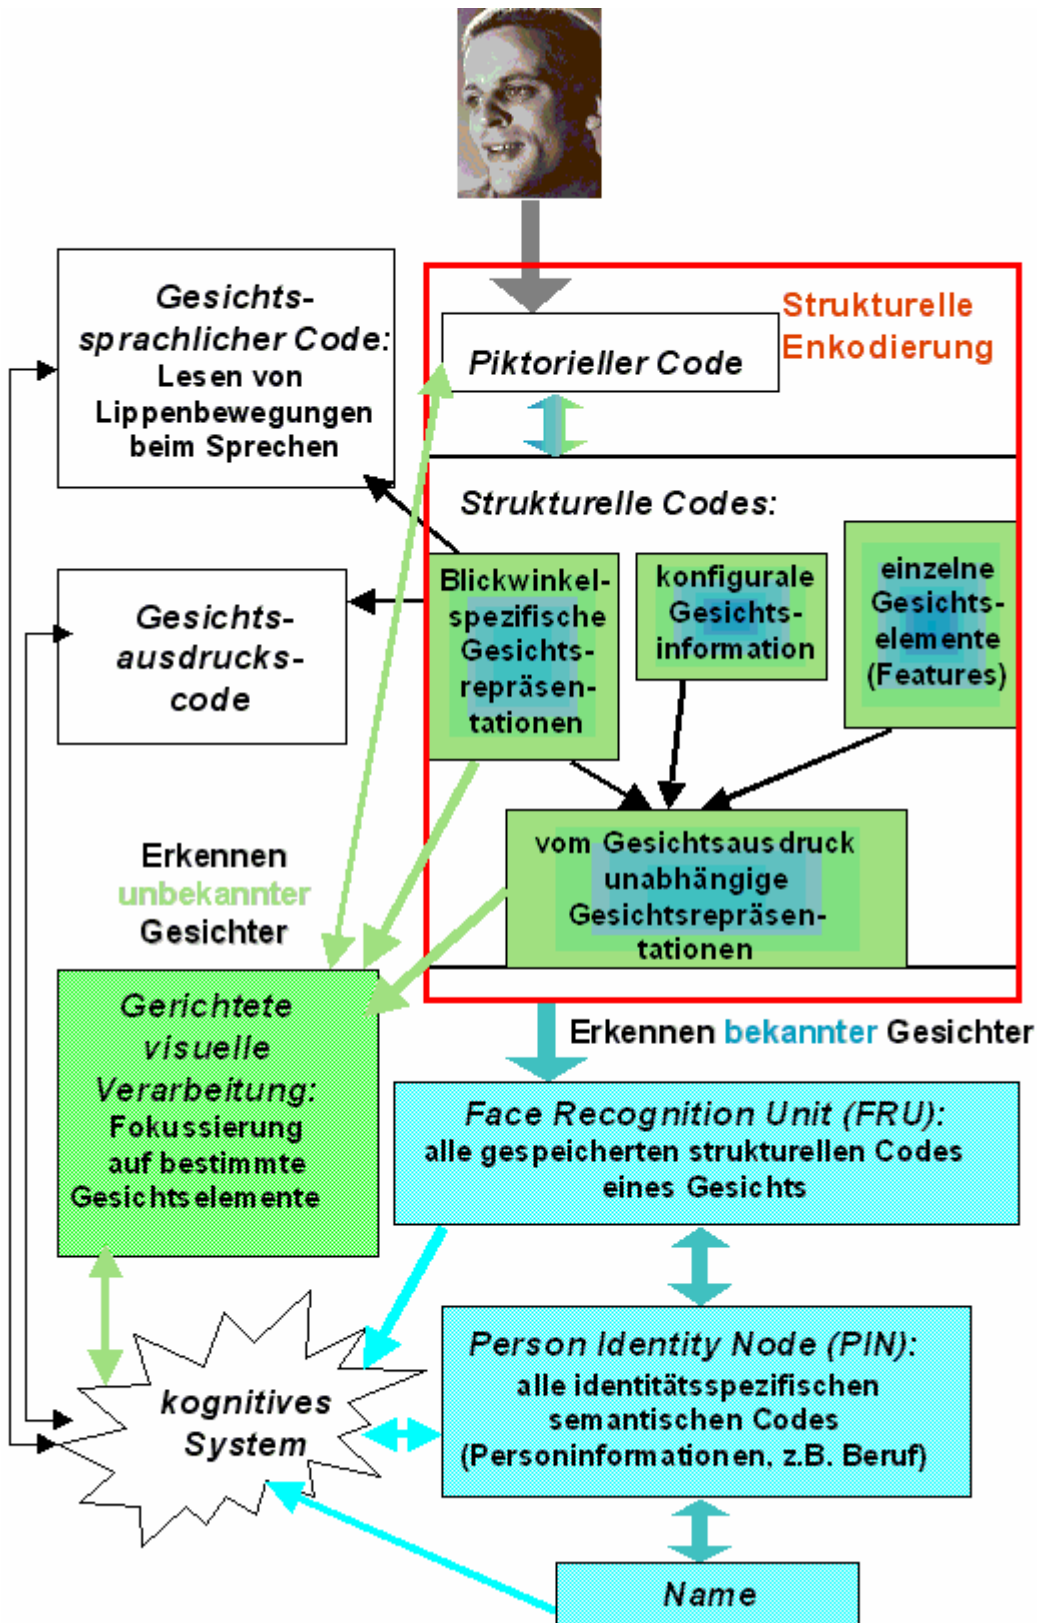 Gesichts-
sprachlicher Code:
Lesen von
Lippenbewegungen
beim Sprechen
Strukturelle
Enkodierung
Piktorieller Code
Strukturelle Codes:
Blickwinkel-
spezifische
Gesichts-
repräsen-
tationen
konfigurale
Gesichts-
information
einzelne
Gesichts-
elemente
(Features)
Gesichts-
ausdrucks-
code
vom Gesichtsausdruck
unabhängige
Gesichtsrepräsen-
tationen
Erkennen
unbekannter
Gesichter
Gerichtete
visuelle
Verarbeitung:
Fokussierung
auf bestimmte
Gesichtselemente
Erkennen bekannter Gesichter
Face Recognition Unit (FRU):
alle gespeicherten strukturellen Codes
eines Gesichts
Person Identity Node (PIN):
alle identitätsspezifischen
semantischen Codes
(Personinformationen, z.B. Beruf)
kognitives
System
Name